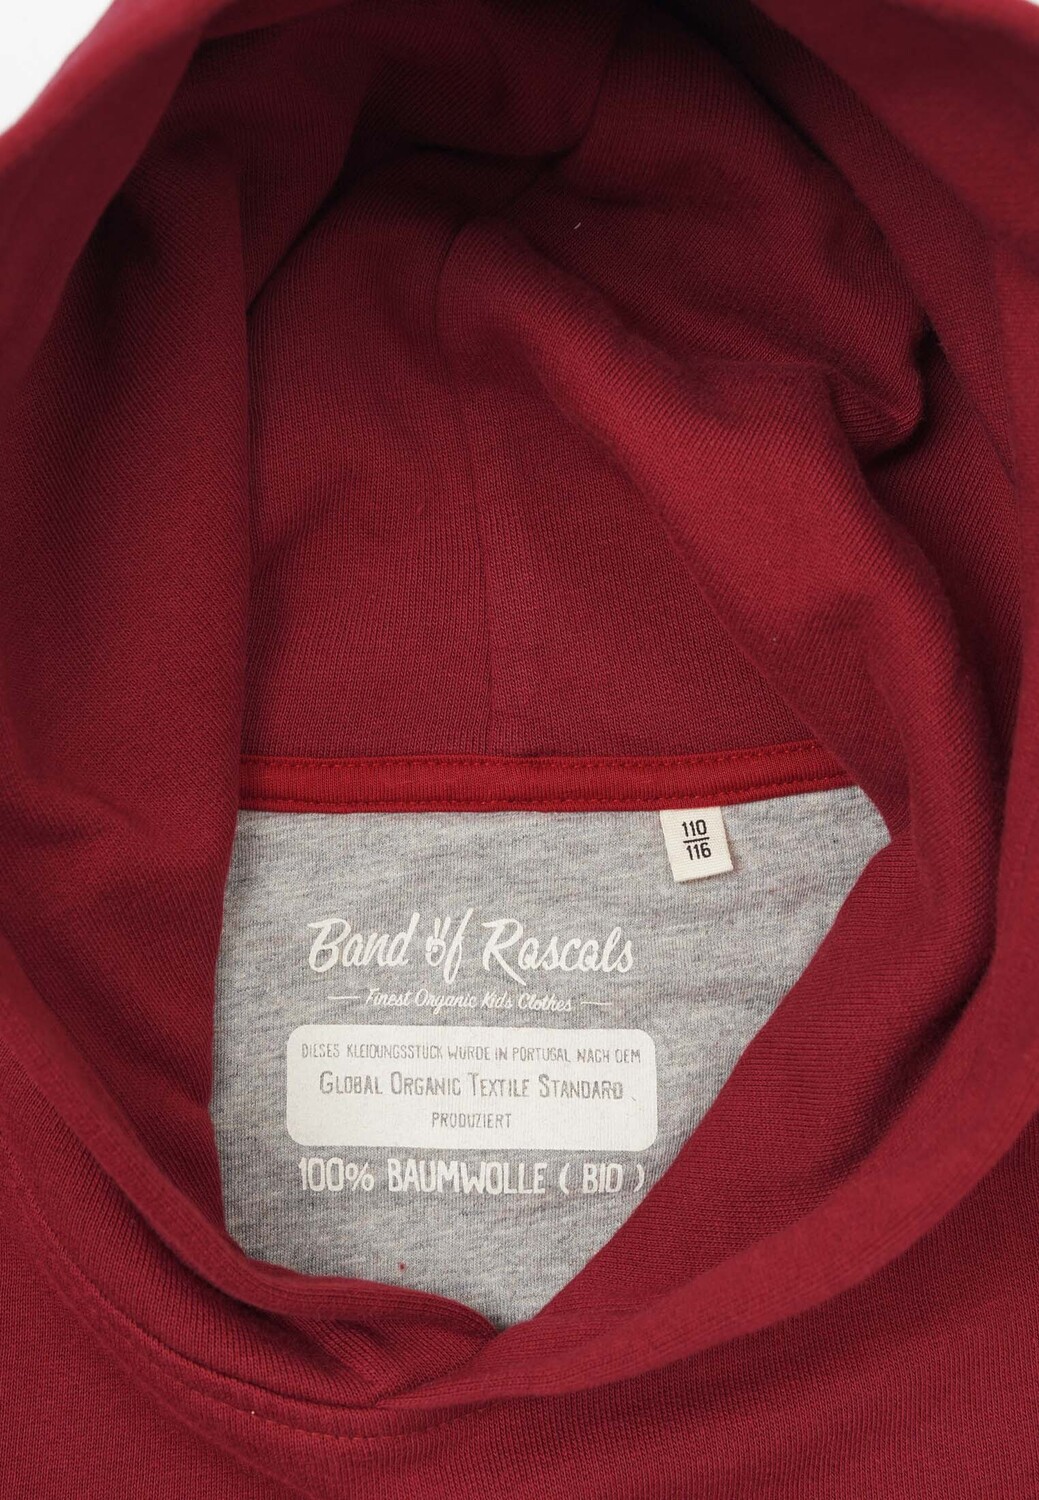 110
116
Band Of Rascals
Finest Organic Kids Clothes
DIESES KLEIDUNGSSTÜCK WURDE IN PORTUGAL NACH DEM
GLOBAL ORGANIC TEXTILE STANDARD
PRODUZIERT
100% BAUMWOLLE ( BIO )